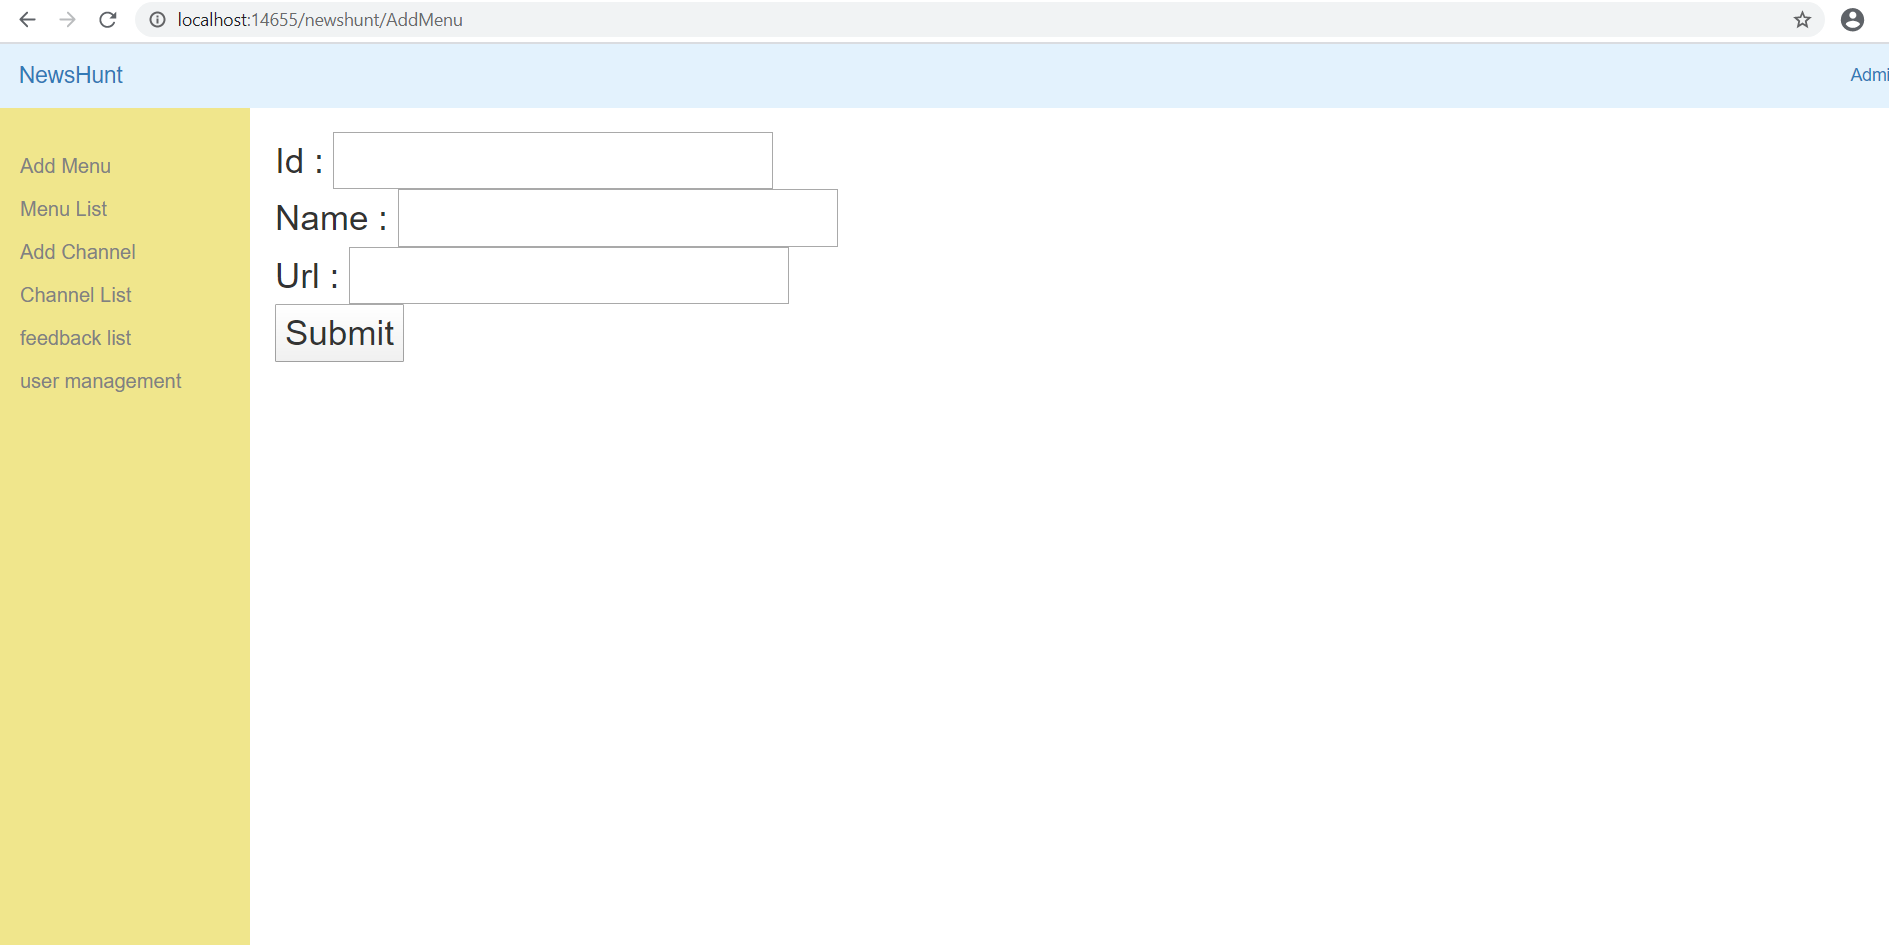 localhost:14655/newshunt/AddMenu
NewsHunt
Admi
Add Menu
Menu List
Add Channel
Channel List
feedback list
user management
Id :
Name :
Url :
Submit